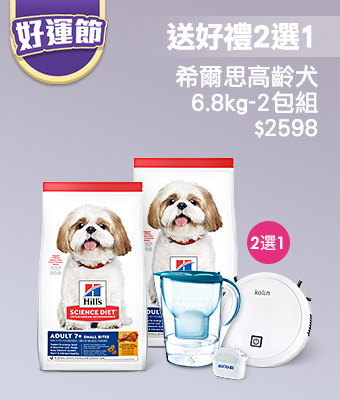 好運節
送好禮2選1
希爾思高齡犬
6.8kg-2包組
$2598
2選1
Hill's
SCIENCE DIET
ADULT 7+ SMALL BITES
kolin
BRITA